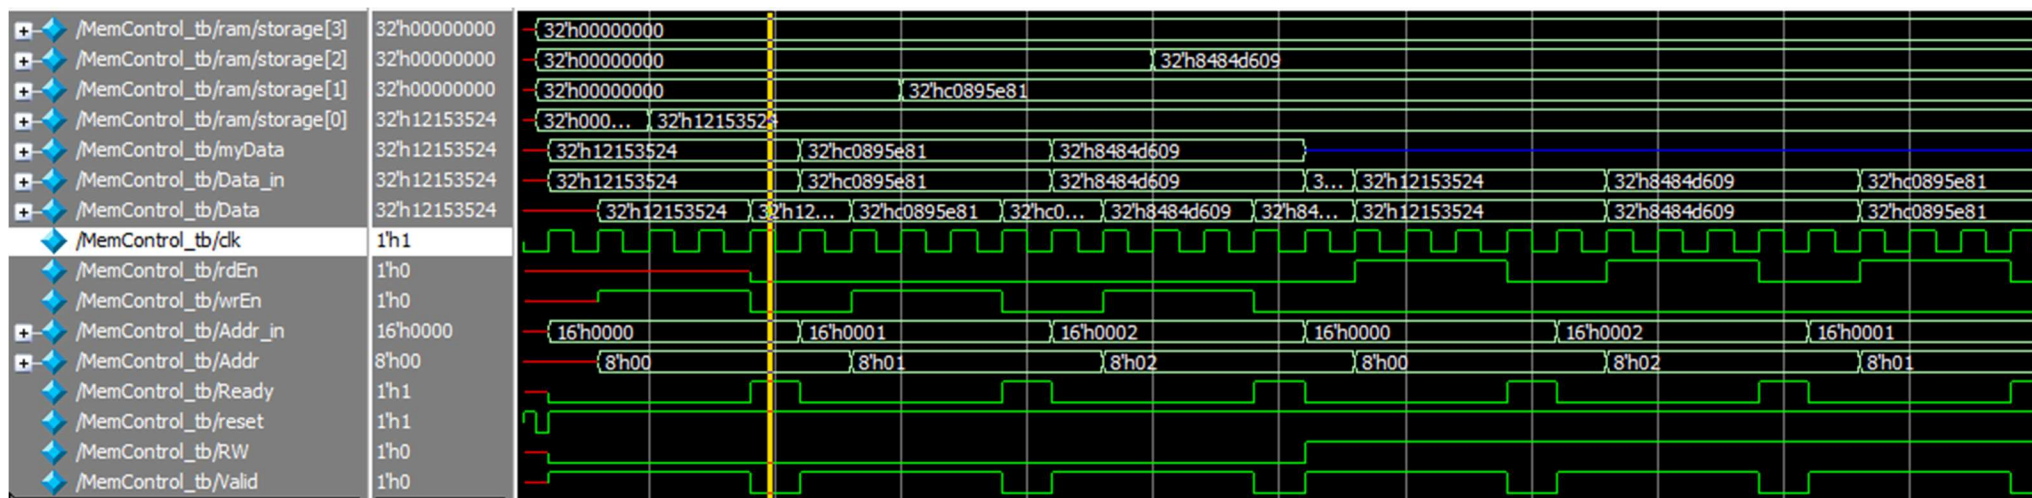 /MemControl_tb/ram/storage[3] 32'h00000000 32'h00000000
/MemControl_tb/ram/storage[2] 32'h00000000 32'h00000000 32'h8484d609
/MemControl_tb/ram/storage[1] 32'h00000000 32'h00000000 32'hc0895e81
/MemControl_tb/ram/storage[0] 32'h12153524 32'h000... 32'h12153524
/MemControl_tb/myData 32'h12153524 32'h12153524 32'hc0895e81 32'h8484d609
/MemControl_tb/Data_in 32'h12153524 32'h12153524 32'hc0895e81 32'h8484d609 3... 32'h12153524 32'h8484d609 32'hc0895e81
/MemControl_tb/Data 32'h12153524 32'h12153524 32'h12... 32'hc0895e81 32'hc0... 32'h8484d609 32'h84... 32'h12153524 32'h8484d609 32'hc0895e81
/MemControl_tb/clk 1'h1
/MemControl_tb/rdEn 1'h0
/MemControl_tb/wrEn 1'h0
/MemControl_tb/Addr_in 16'h0000 16'h0000 16'h0001 16'h0002 16'h0000 16'h0002 16'h0001
/MemControl_tb/Addr 8'h00 8'h00 8'h01 8'h02 8'h00 8'h02 8'h01
/MemControl_tb/Ready 1'h1
/MemControl_tb/reset 1'h1
/MemControl_tb/RW 1'h0
/MemControl_tb/Valid 1'h0